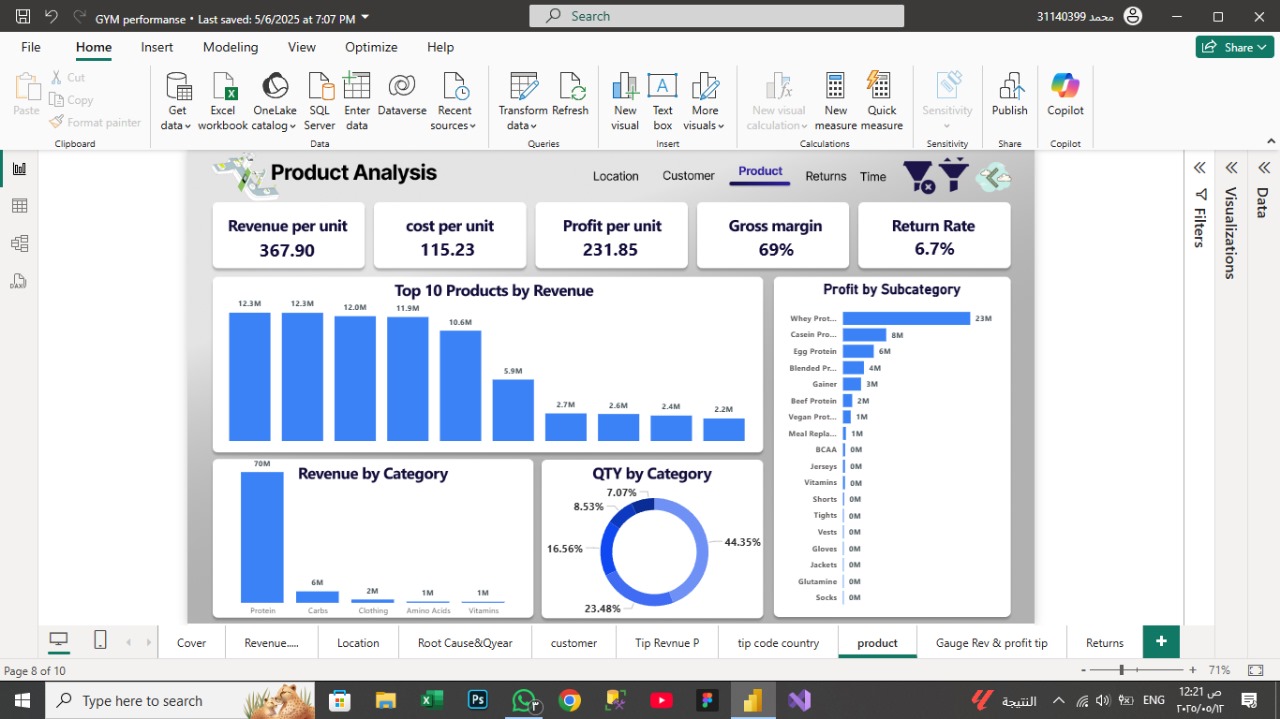 GYM performanse • Last saved: 5/6/2025 at 7:07 PM
Search
محمد 31140399
File Home Insert Modeling View Optimize Help
Share
Paste
Cut
Copy
Format painter
Clipboard
Get data
Excel workbook
OneLake catalog
SQL Server
Enter data
Dataverse
Recent sources
Data
Transform data
Refresh
Queries
New visual
Text box
More visuals
Insert
New visual calculation
New measure
Quick measure
Calculations
Sensitivity
Sensitivity
Publish
Share
Copilot
Copilot
Product Analysis
Location Customer Product Returns Time
Revenue per unit
367.90
cost per unit
115.23
Profit per unit
231.85
Gross margin
69%
Return Rate
6.7%
Top 10 Products by Revenue
12.3M 12.3M 12.0M 11.9M 10.6M 5.9M 2.7M 2.6M 2.4M 2.2M
Profit by Subcategory
Whey Prot... 23M
Casein Pro... 8M
Egg Protein 6M
Blended Pr... 4M
Gainer 3M
Beef Protein 2M
Vegan Prot... 1M
Meal Repla... 1M
BCAA 0M
Jerseys 0M
Vitamins 0M
Shorts 0M
Tights 0M
Vests 0M
Gloves 0M
Jackets 0M
Glutamine 0M
Socks 0M
Revenue by Category
70M 6M 2M 1M 1M
Protein Carbs Clothing Amino Acids Vitamins
QTY by Category
7.07%
8.53%
16.56%
44.35%
23.48%
Filters
Visualizations
Data
Cover Revenue..... Location Root Cause&Qyear customer Tip Revnue P tip code country product Gauge Rev & profit tip Returns
Page 8 of 10
71%
Type here to search
النتيجة
ENG
12:21 ص
٢٠٢٥/٠٥/١٣